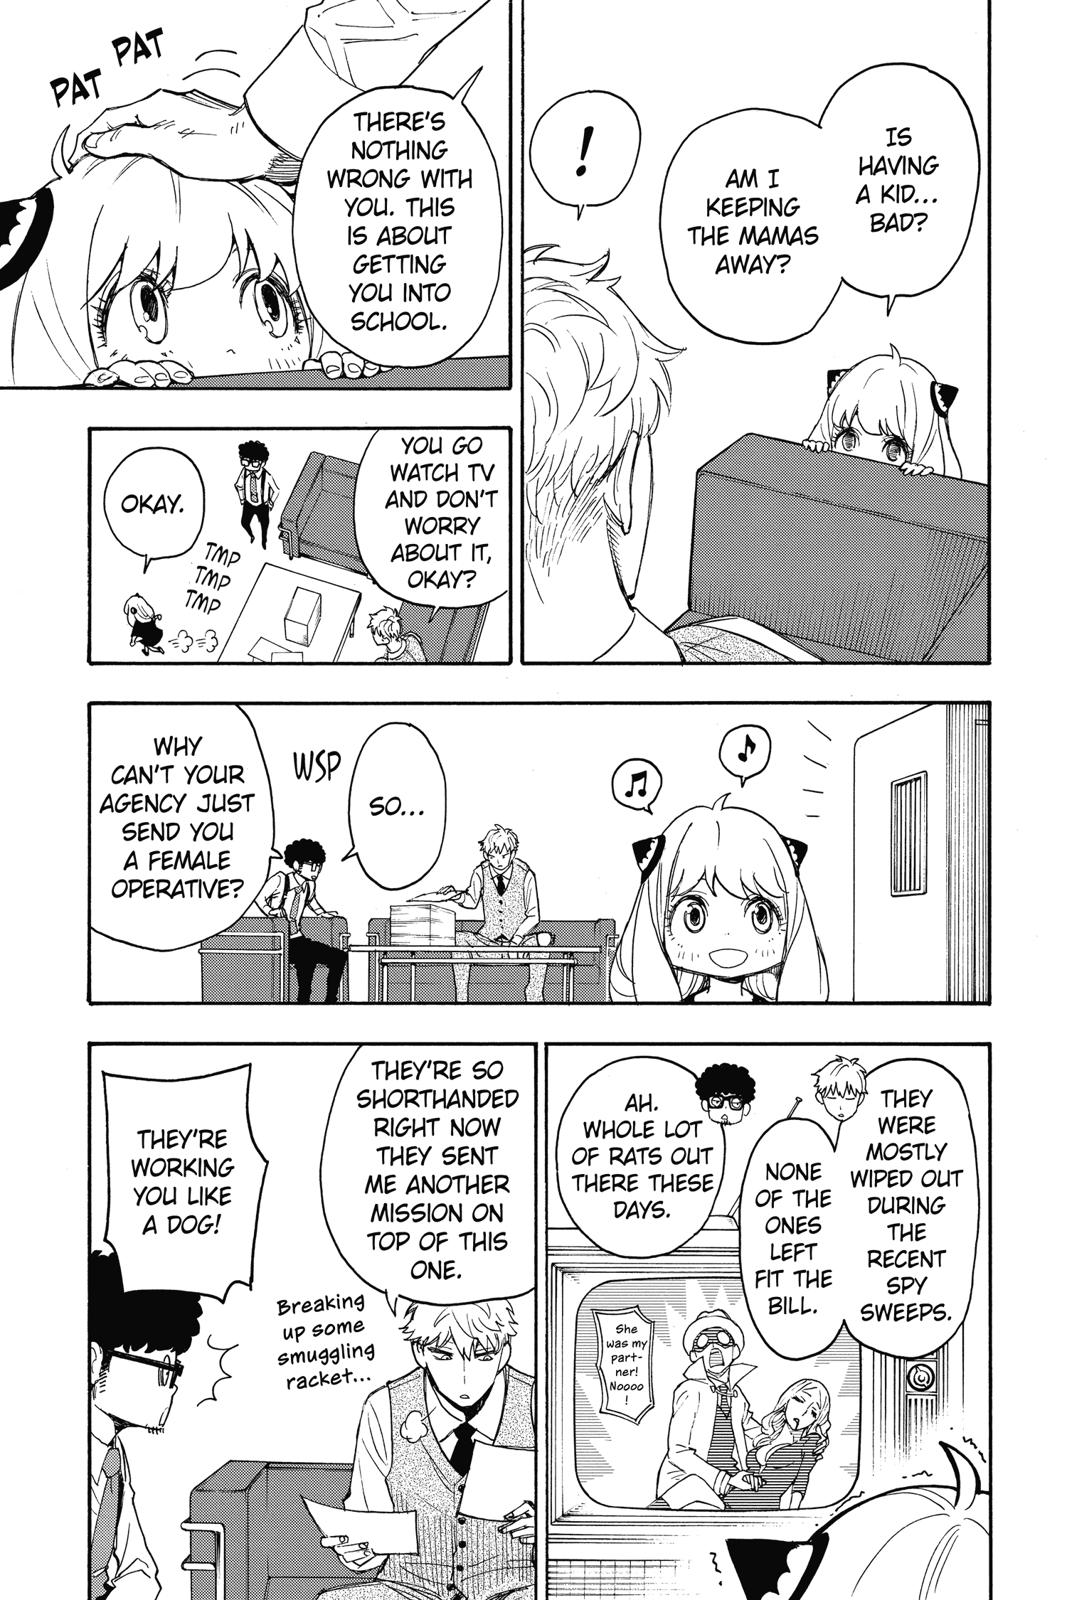 IS
HAVING
A KID...
BAD?
AM I
KEEPING
THE MAMAS
AWAY?
!
THERE'S
NOTHING
WRONG WITH
YOU. THIS
IS ABOUT
GETTING
YOU INTO
SCHOOL.
PAT
PAT
YOU GO
WATCH TV
AND DON'T
WORRY
ABOUT IT,
OKAY?
OKAY.
TMP
TMP
TMP
SO...
WSP
WHY
CAN'T YOUR
AGENCY JUST
SEND YOU
A FEMALE
OPERATIVE?
THEY
WERE
MOSTLY
WIPED OUT
DURING
THE
RECENT
SPY
SWEEPS.
NONE
OF THE
ONES
LEFT
FIT THE
BILL.
AH.
WHOLE LOT
OF RATS OUT
THERE THESE
DAYS.
She
was my
part-
ner!
Noooo
!
THEY'RE SO
SHORTHANDED
RIGHT NOW
THEY SENT
ME ANOTHER
MISSION ON
TOP OF THIS
ONE.
Breaking
up some
smuggling
racket...
THEY'RE
WORKING
YOU LIKE
A DOG!